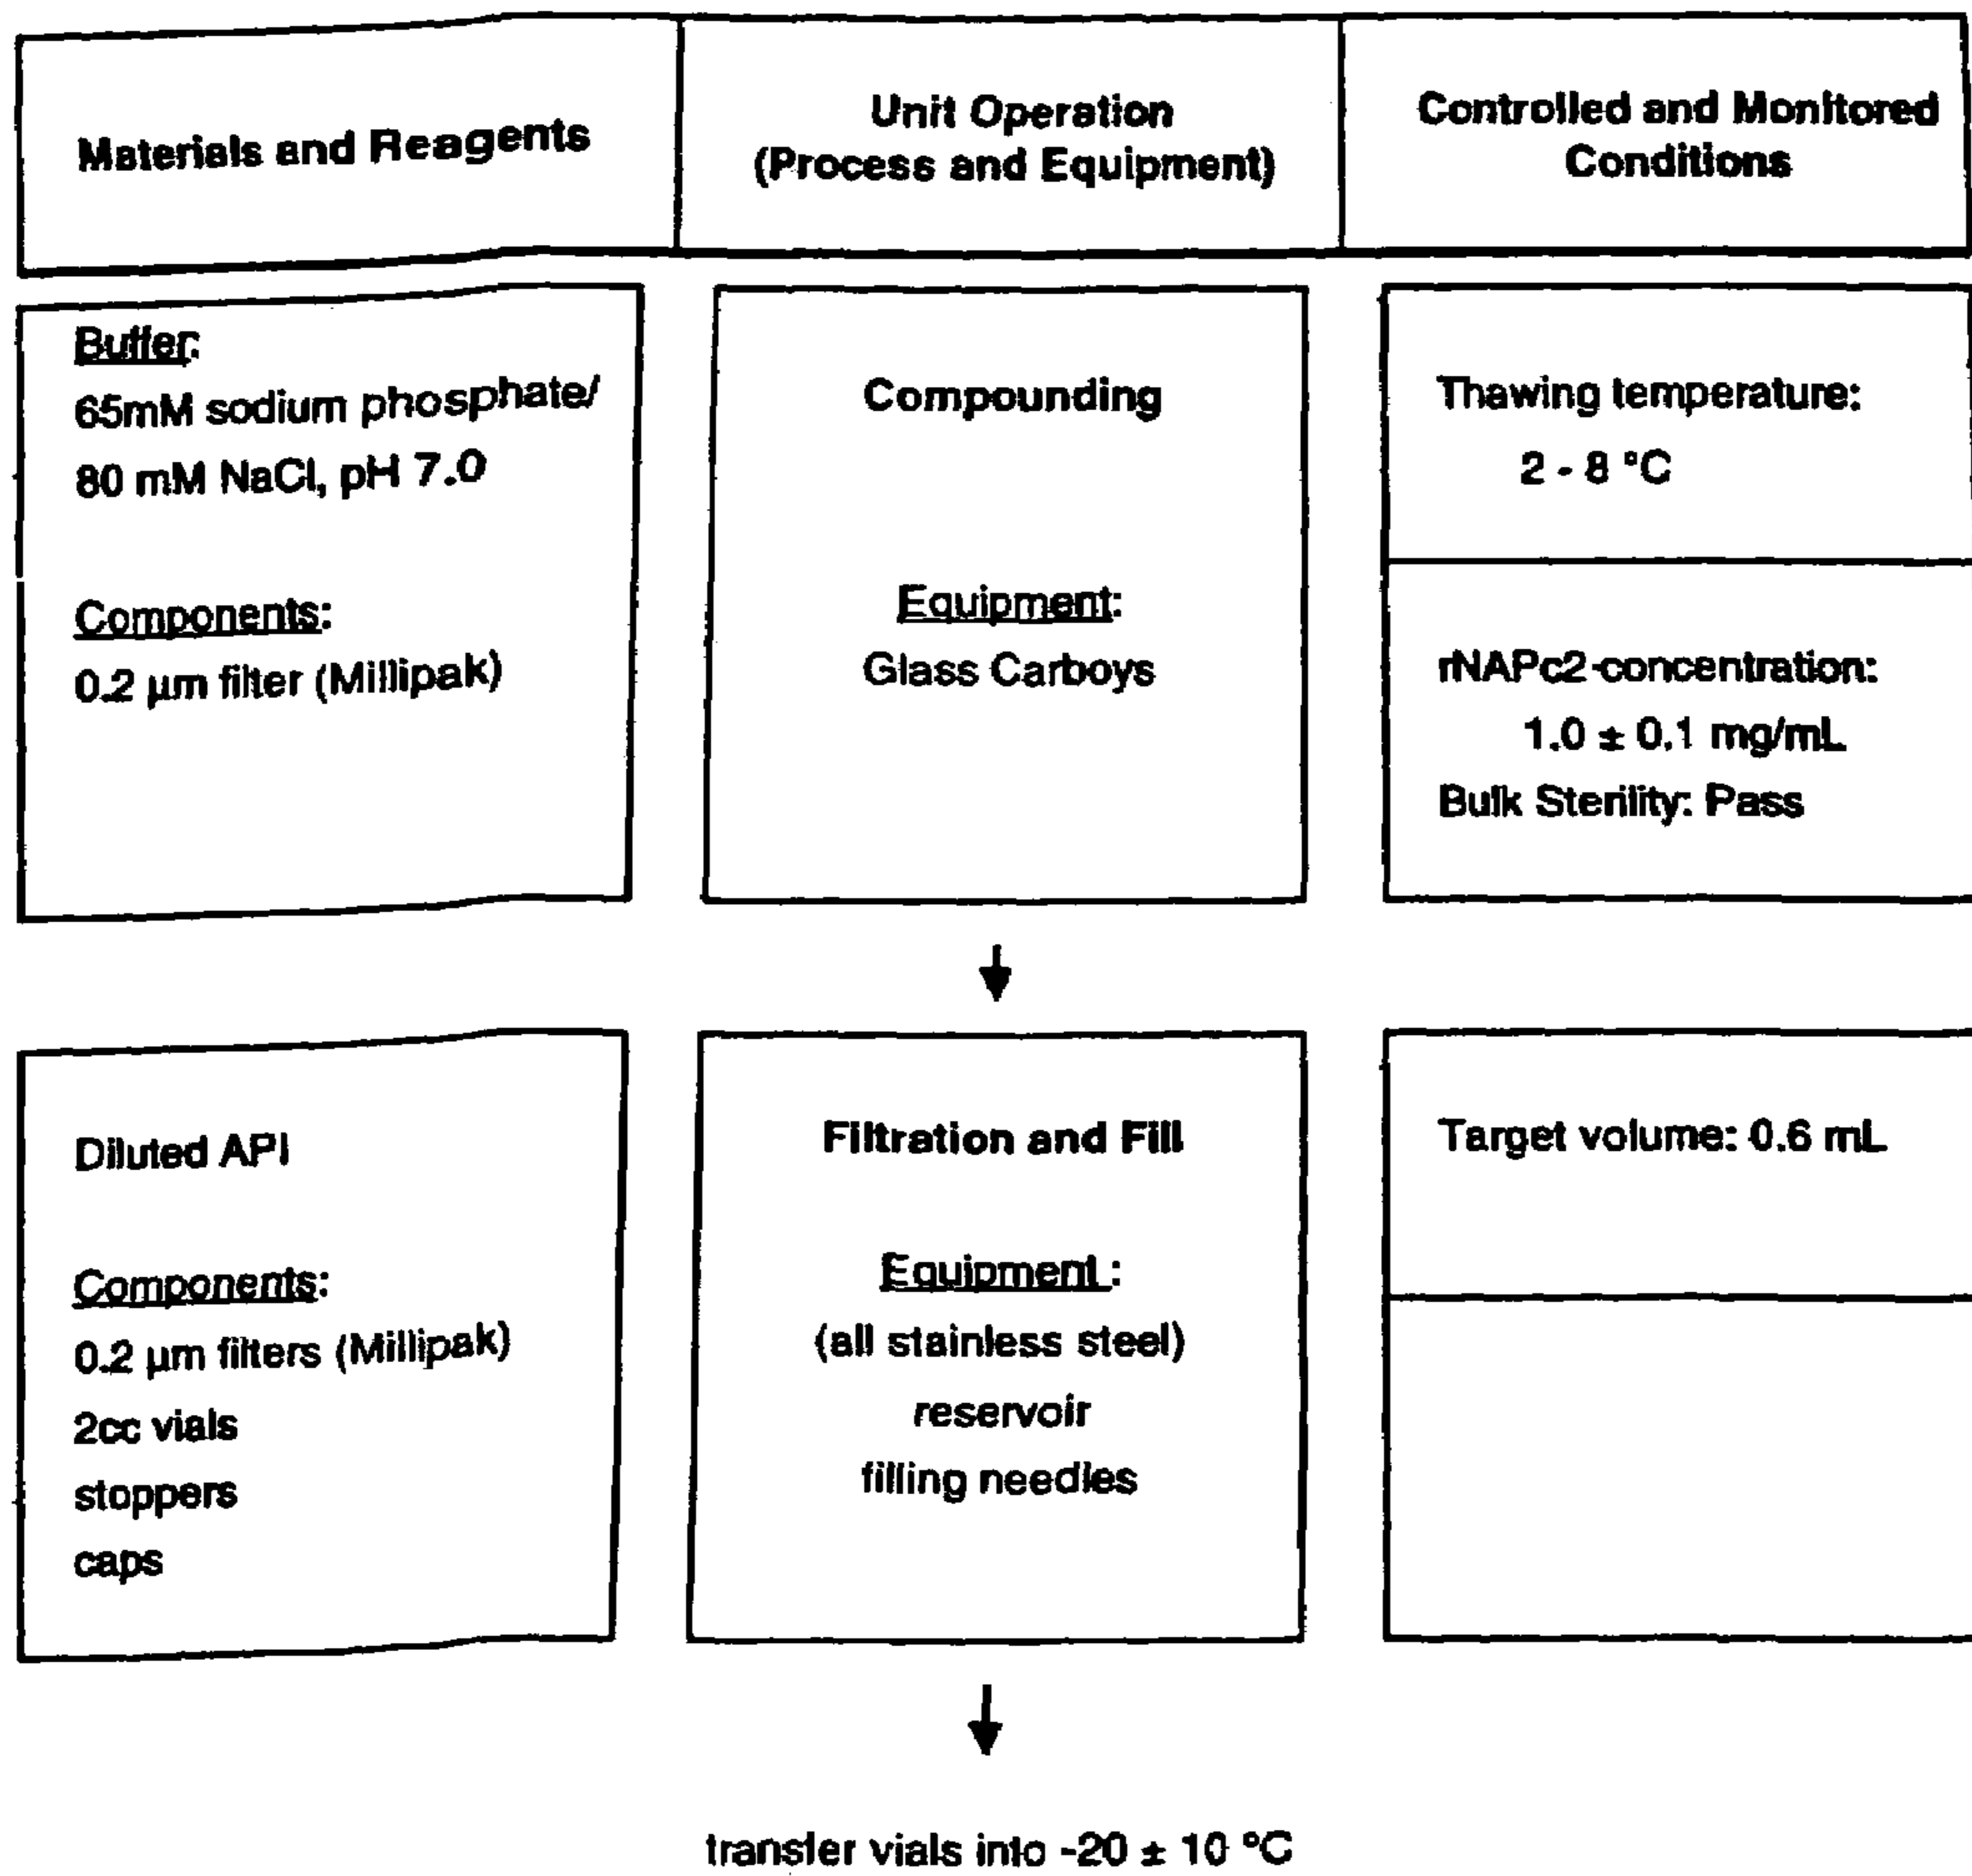 Materials and Reagents
Unit Operation
(Process and Equipment)
Controlled and Monitored
Conditions
Buffer:
65mM sodium phosphate/
80 mM NaCl, pH 7.0
Components:
0.2 µm filter (Millipak)
Compounding
Equipment:
Glass Carboys
Thawing temperature:
2 - 8 °C
rNAPc2 concentration:
1.0 ± 0.1 mg/mL
Bulk Sterility: Pass
Diluted API
Components:
0.2 µm filters (Millipak)
2cc vials
stoppers
caps
Filtration and Fill
Equipment :
(all stainless steel)
reservoir
filling needles
Target volume: 0.6 mL
transfer vials into -20 ± 10 °C